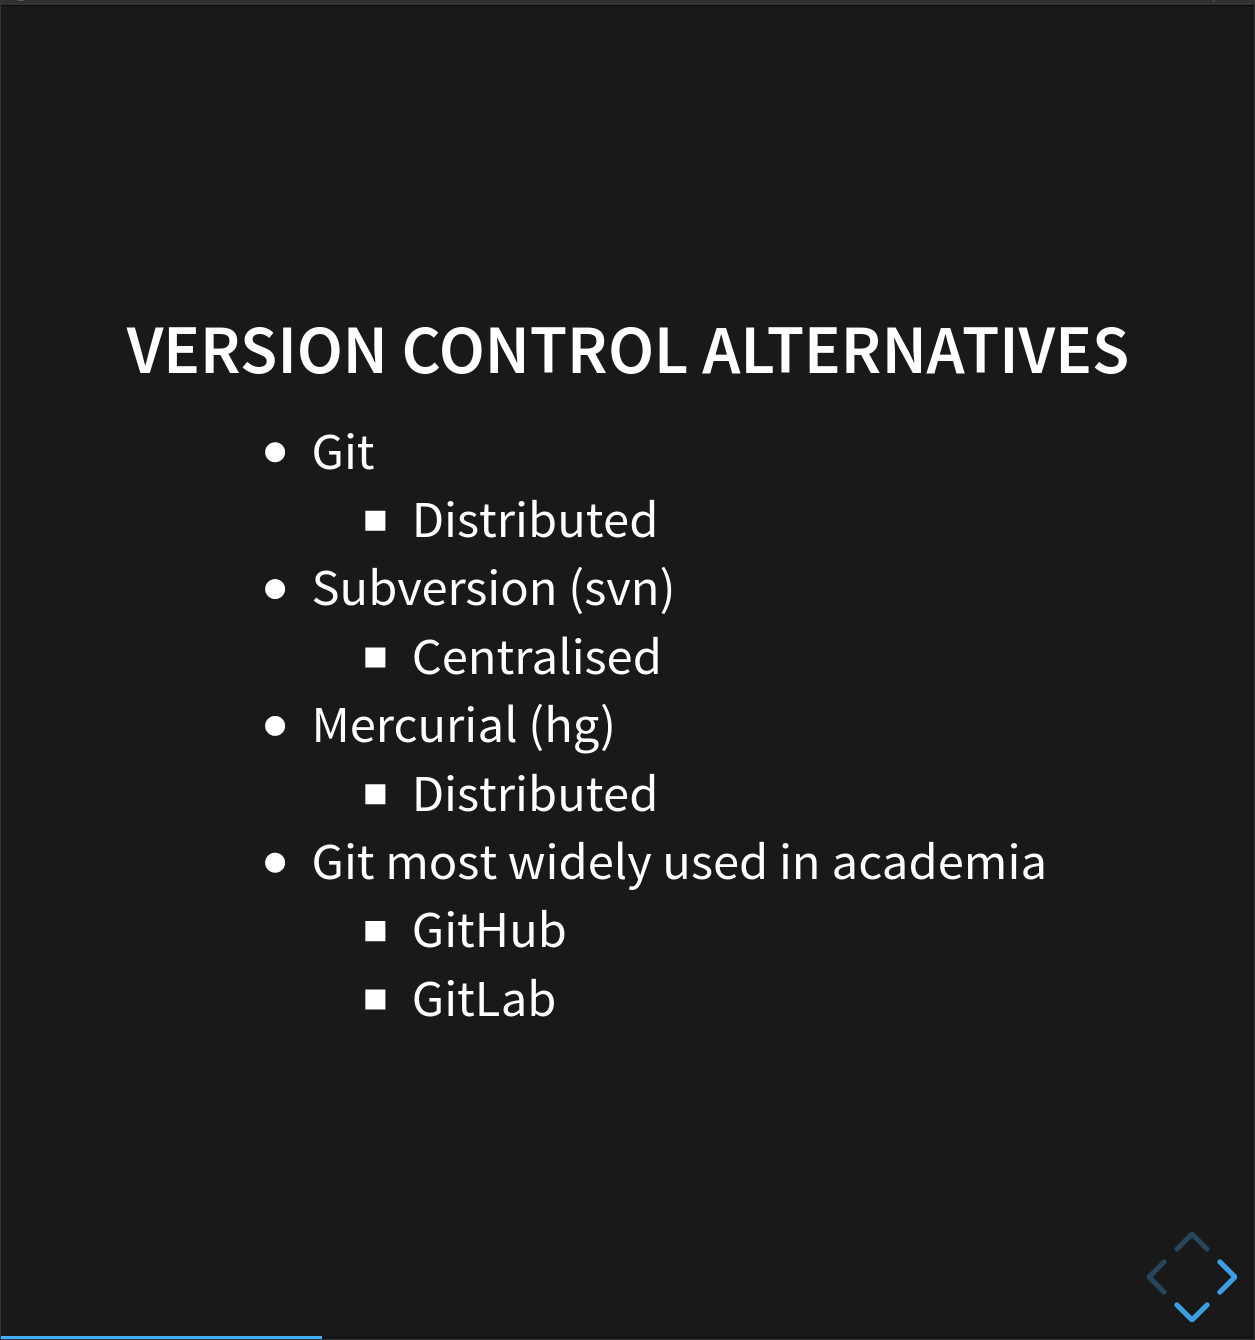 VERSION CONTROL ALTERNATIVES
Git
Distributed
Subversion (svn)
Centralised
Mercurial (hg)
Distributed
Git most widely used in academia
GitHub
GitLab